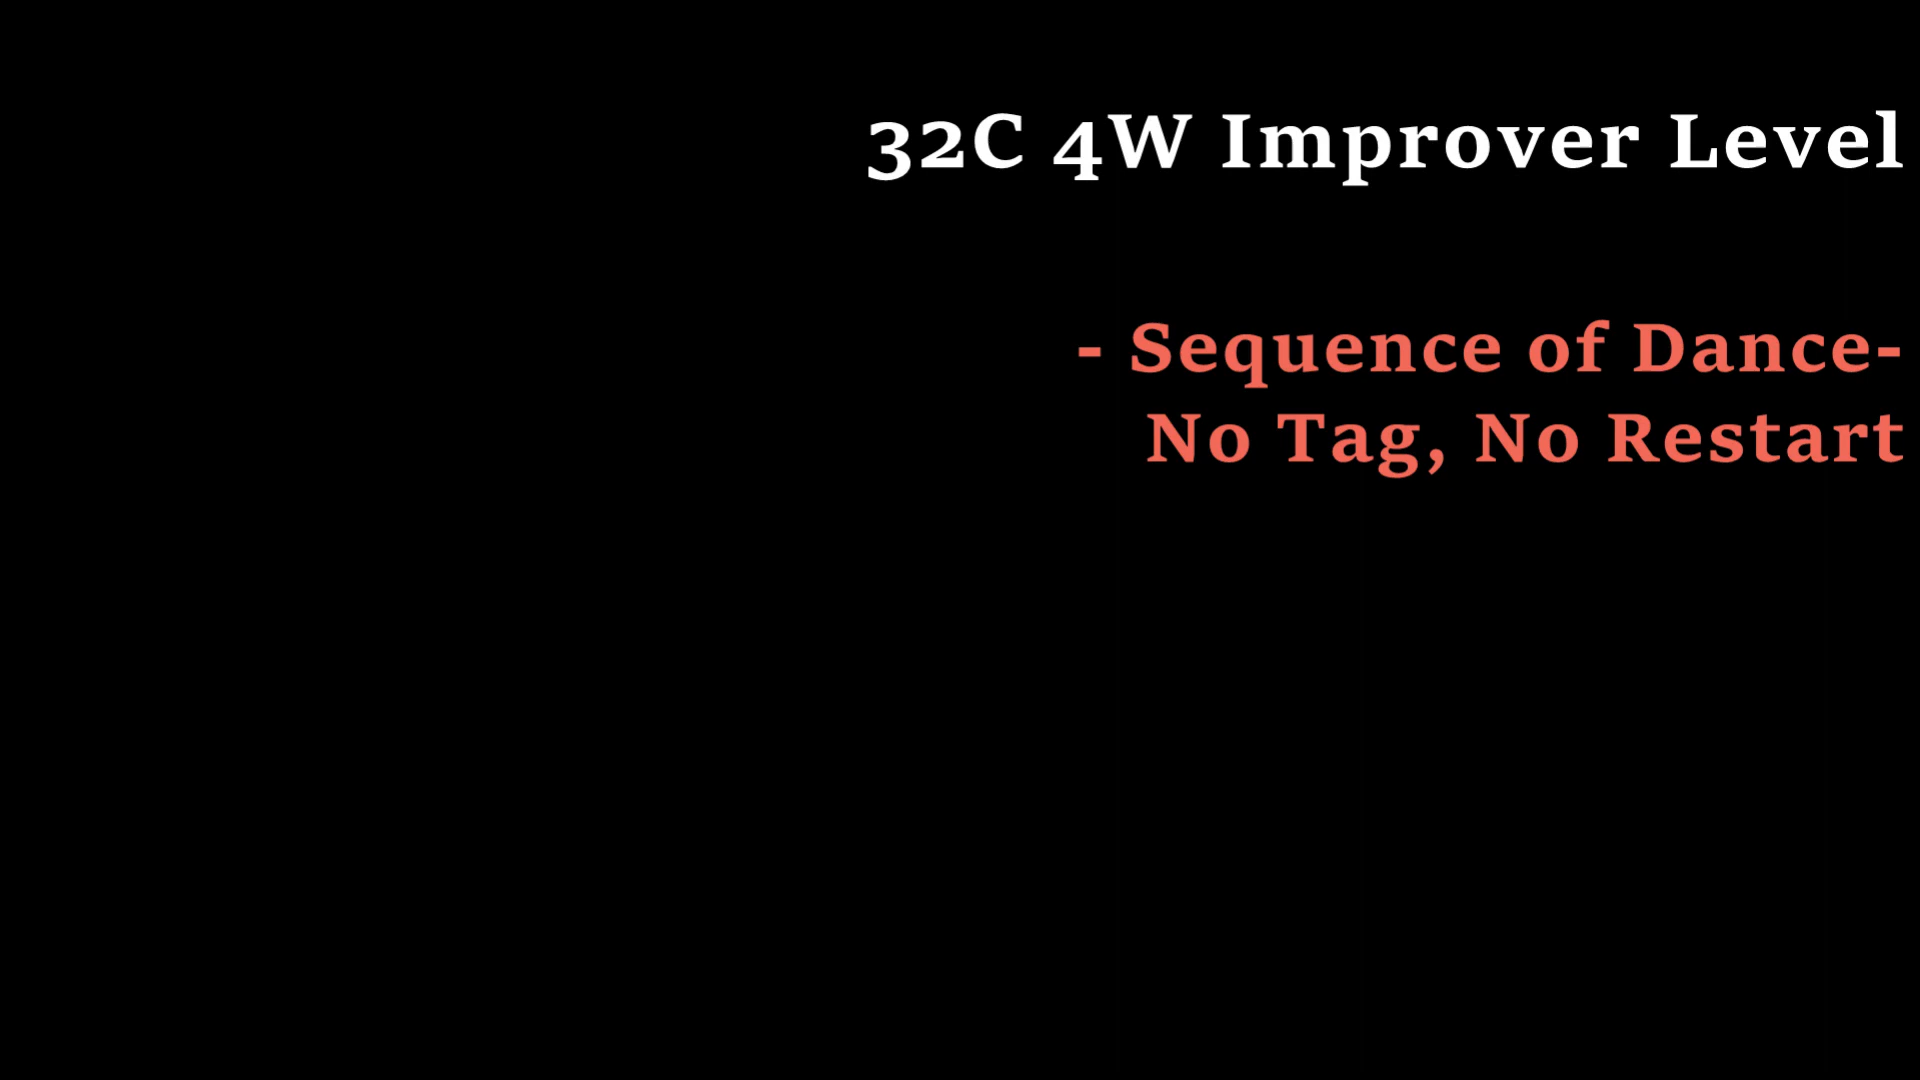 32C 4W Improver Level
- Sequence of Dance-
No Tag, No Restart